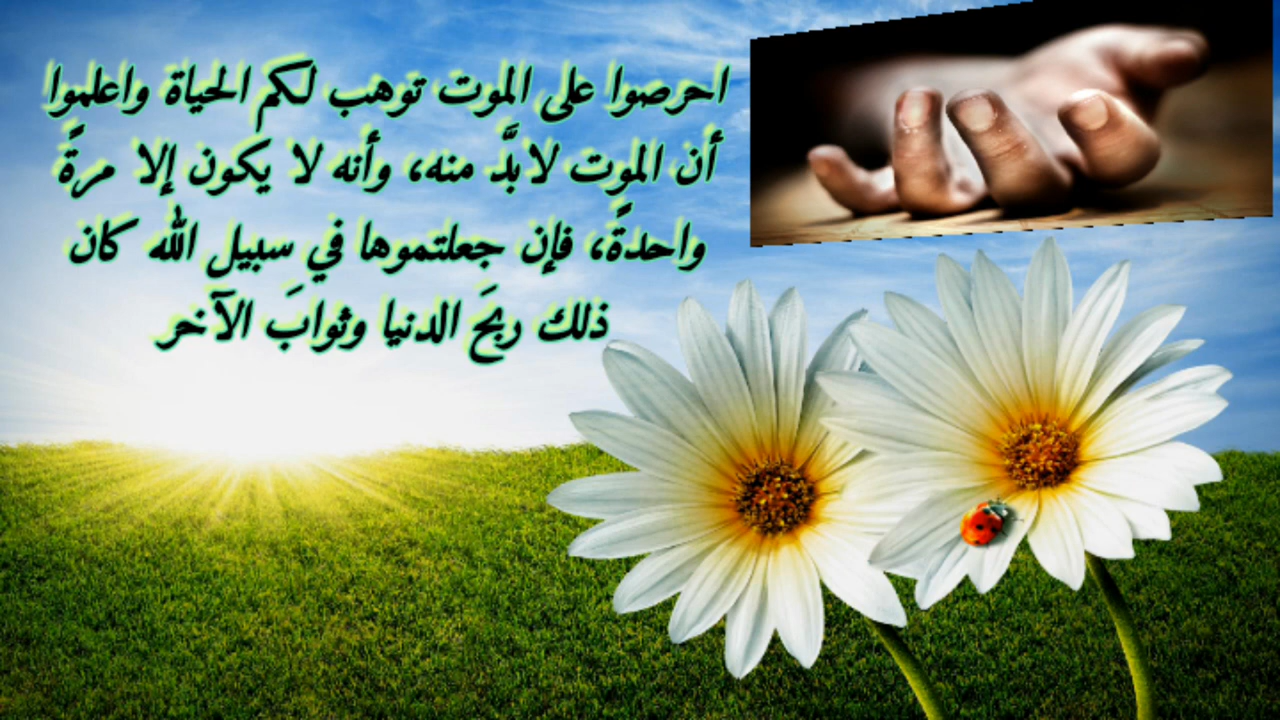 احرصوا على الموت توهب لكم الحياة واعلموا
أن الموت لابدَّ منه، وأنه لا يكون إلا مرةً
واحدةً، فإن جعلتموها في سبيل الله كان
ذلك ربحَ الدنيا وثوابَ الآخر